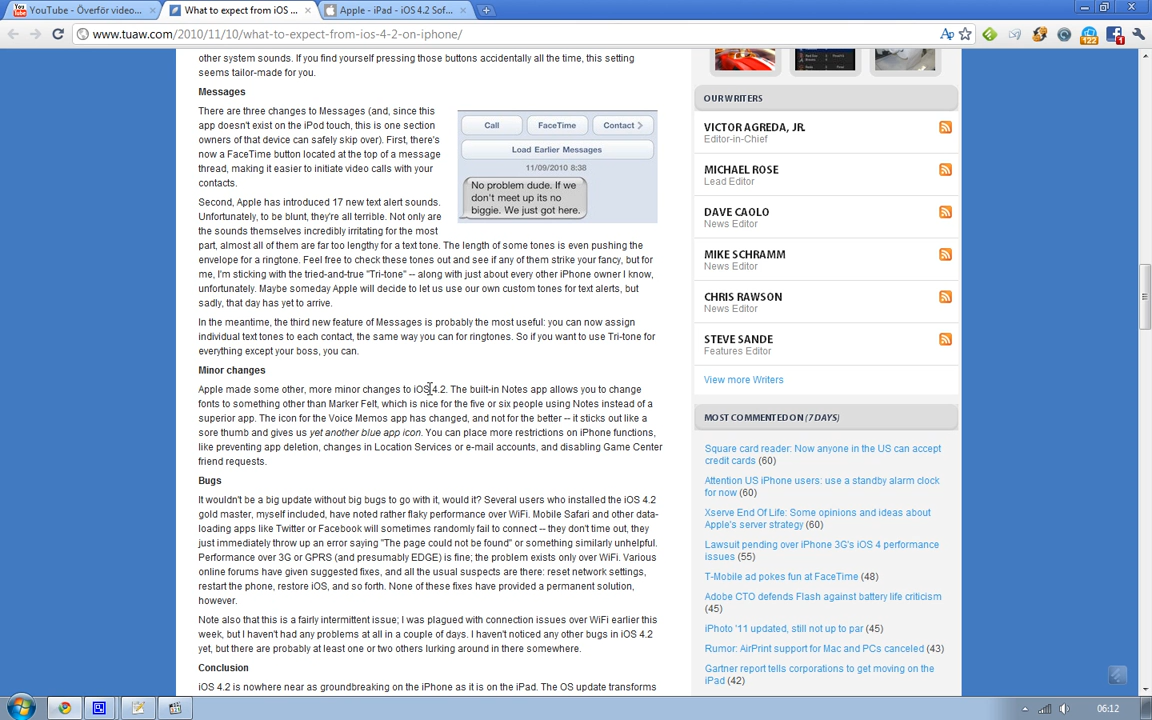 YouTube - Överför video...
What to expect from iOS ...
Apple - iPad - iOS 4.2 Sof...
www.tuaw.com/2010/11/10/what-to-expect-from-ios-4-2-on-iphone/
122
1
other system sounds. If you find yourself pressing those buttons accidentally all the time, this setting
seems tailor-made for you.
Messages
There are three changes to Messages (and, since this
app doesn't exist on the iPod touch, this is one section
owners of that device can safely skip over). First, there's
now a FaceTime button located at the top of a message
thread, making it easier to initiate video calls with your
contacts.
Call
FaceTime
Contact
Load Earlier Messages
11/09/2010 8:38
No problem dude. If we
don't meet up its no
biggie. We just got here.
Second, Apple has introduced 17 new text alert sounds.
Unfortunately, to be blunt, they're all terrible. Not only are
the sounds themselves incredibly irritating for the most
part, almost all of them are far too lengthy for a text tone. The length of some tones is even pushing the
envelope for a ringtone. Feel free to check these tones out and see if any of them strike your fancy, but for
me, I'm sticking with the tried-and-true "Tri-tone" -- along with just about every other iPhone owner I know,
unfortunately. Maybe someday Apple will decide to let us use our own custom tones for text alerts, but
sadly, that day has yet to arrive.
In the meantime, the third new feature of Messages is probably the most useful: you can now assign
individual text tones to each contact, the same way you can for ringtones. So if you want to use Tri-tone for
everything except your boss, you can.
Minor changes
Apple made some other, more minor changes to iOS 4.2. The built-in Notes app allows you to change
fonts to something other than Marker Felt, which is nice for the five or six people using Notes instead of a
superior app. The icon for the Voice Memos app has changed, and not for the better -- it sticks out like a
sore thumb and gives us yet another blue app icon. You can place more restrictions on iPhone functions,
like preventing app deletion, changes in Location Services or e-mail accounts, and disabling Game Center
friend requests.
Bugs
It wouldn't be a big update without big bugs to go with it, would it? Several users who installed the iOS 4.2
gold master, myself included, have noted rather flaky performance over WiFi. Mobile Safari and other data-
loading apps like Twitter or Facebook will sometimes randomly fail to connect -- they don't time out, they
just immediately throw up an error saying "The page could not be found" or something similarly unhelpful.
Performance over 3G or GPRS (and presumably EDGE) is fine; the problem exists only over WiFi. Various
online forums have given suggested fixes, and all the usual suspects are there: reset network settings,
restart the phone, restore iOS, and so forth. None of these fixes have provided a permanent solution,
however.
Note also that this is a fairly intermittent issue; I was plagued with connection issues over WiFi earlier this
week, but I haven't had any problems at all in a couple of days. I haven't noticed any other bugs in iOS 4.2
yet, but there are probably at least one or two others lurking around in there somewhere.
Conclusion
iOS 4.2 is nowhere near as groundbreaking on the iPhone as it is on the iPad. The OS update transforms
OUR WRITERS
VICTOR AGREDA, JR.
Editor-in-Chief
MICHAEL ROSE
Lead Editor
DAVE CAOLO
News Editor
MIKE SCHRAMM
News Editor
CHRIS RAWSON
News Editor
STEVE SANDE
Features Editor
View more Writers
MOST COMMENTED ON (7 DAYS)
Square card reader: Now anyone in the US can accept
credit cards (60)
Attention US iPhone users: use a standby alarm clock
for now (60)
Xserve End Of Life: Some opinions and ideas about
Apple's server strategy (60)
Lawsuit pending over iPhone 3G's iOS 4 performance
issues (55)
T-Mobile ad pokes fun at FaceTime (48)
Adobe CTO defends Flash against battery life criticism
(45)
iPhoto '11 updated, still not up to par (45)
Rumor: AirPrint support for Mac and PCs canceled (43)
Gartner report tells corporations to get moving on the
iPad (42)
06:12